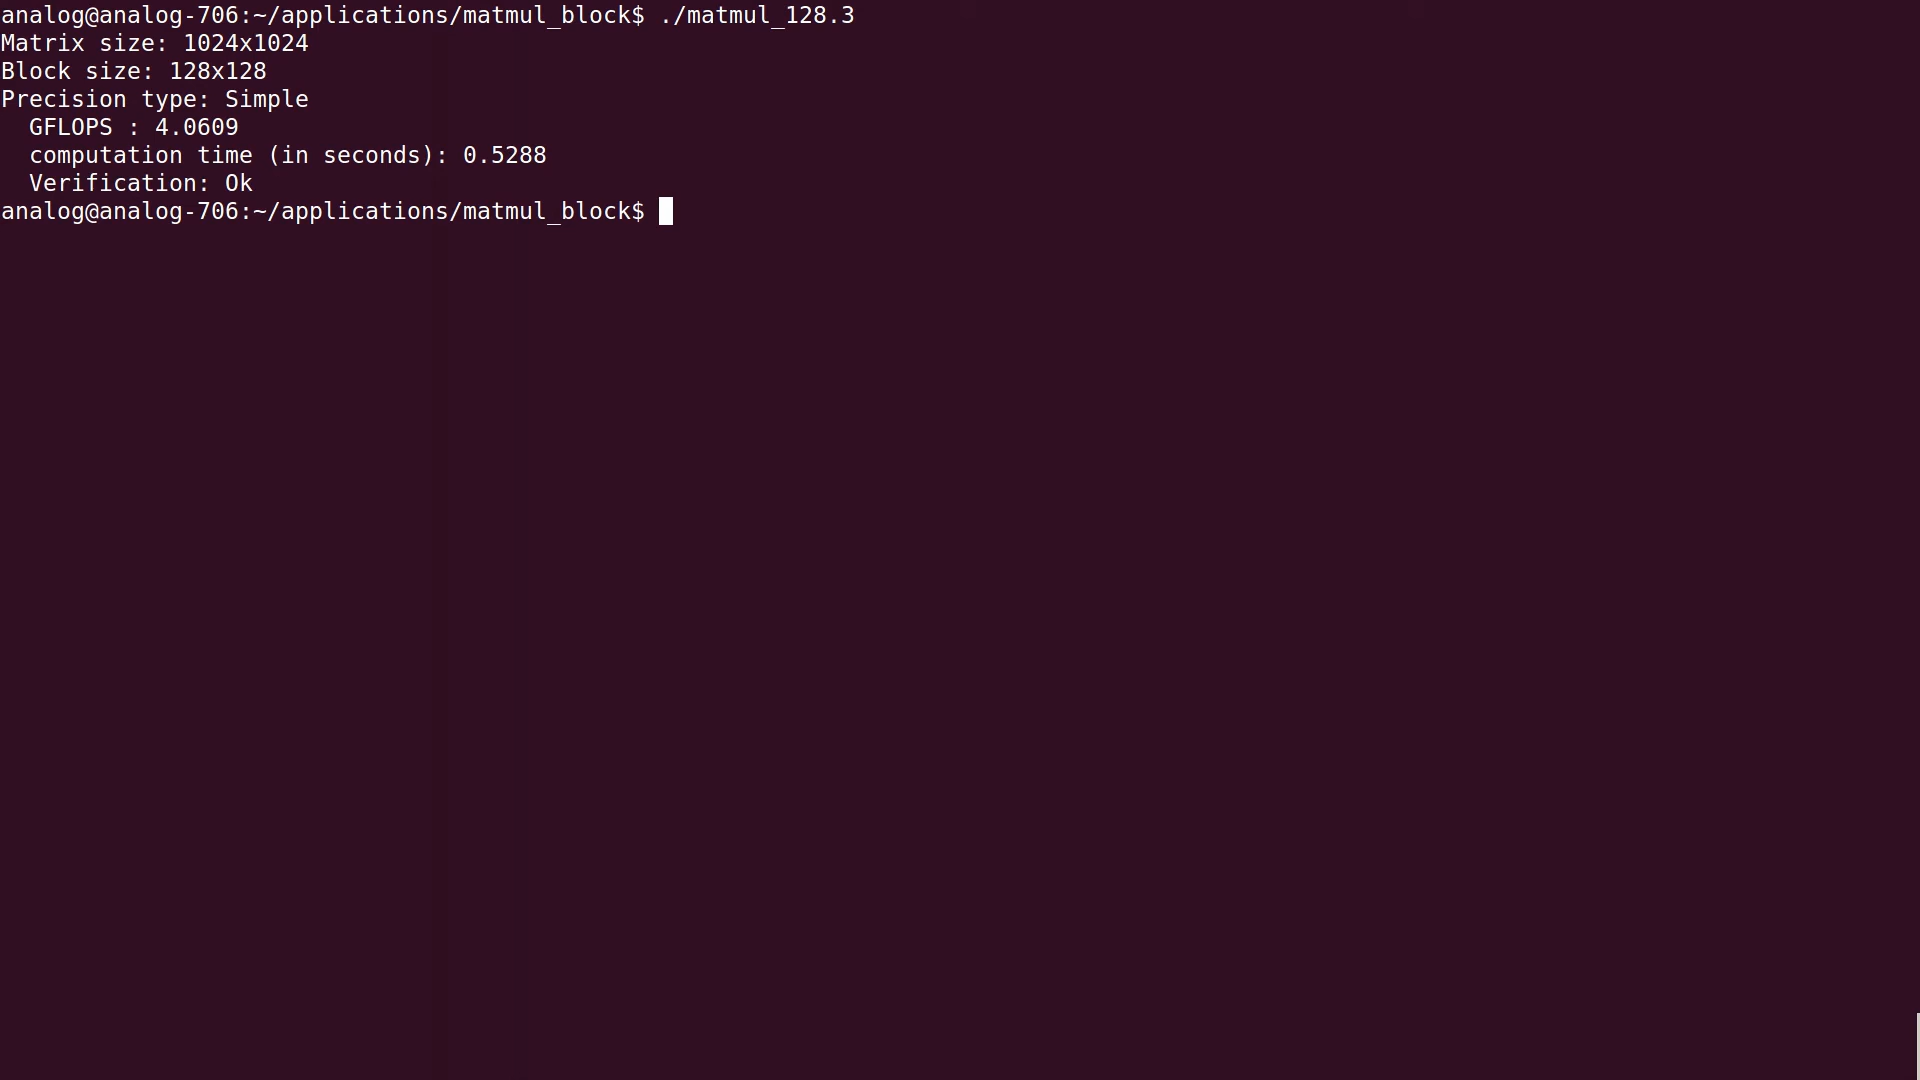 analog@analog-706:~/applications/matmul_block$ ./matmul_128.3
Matrix size: 1024x1024
Block size: 128x128
Precision type: Simple
  GFLOPS : 4.0609
  computation time (in seconds): 0.5288
  Verification: Ok
analog@analog-706:~/applications/matmul_block$